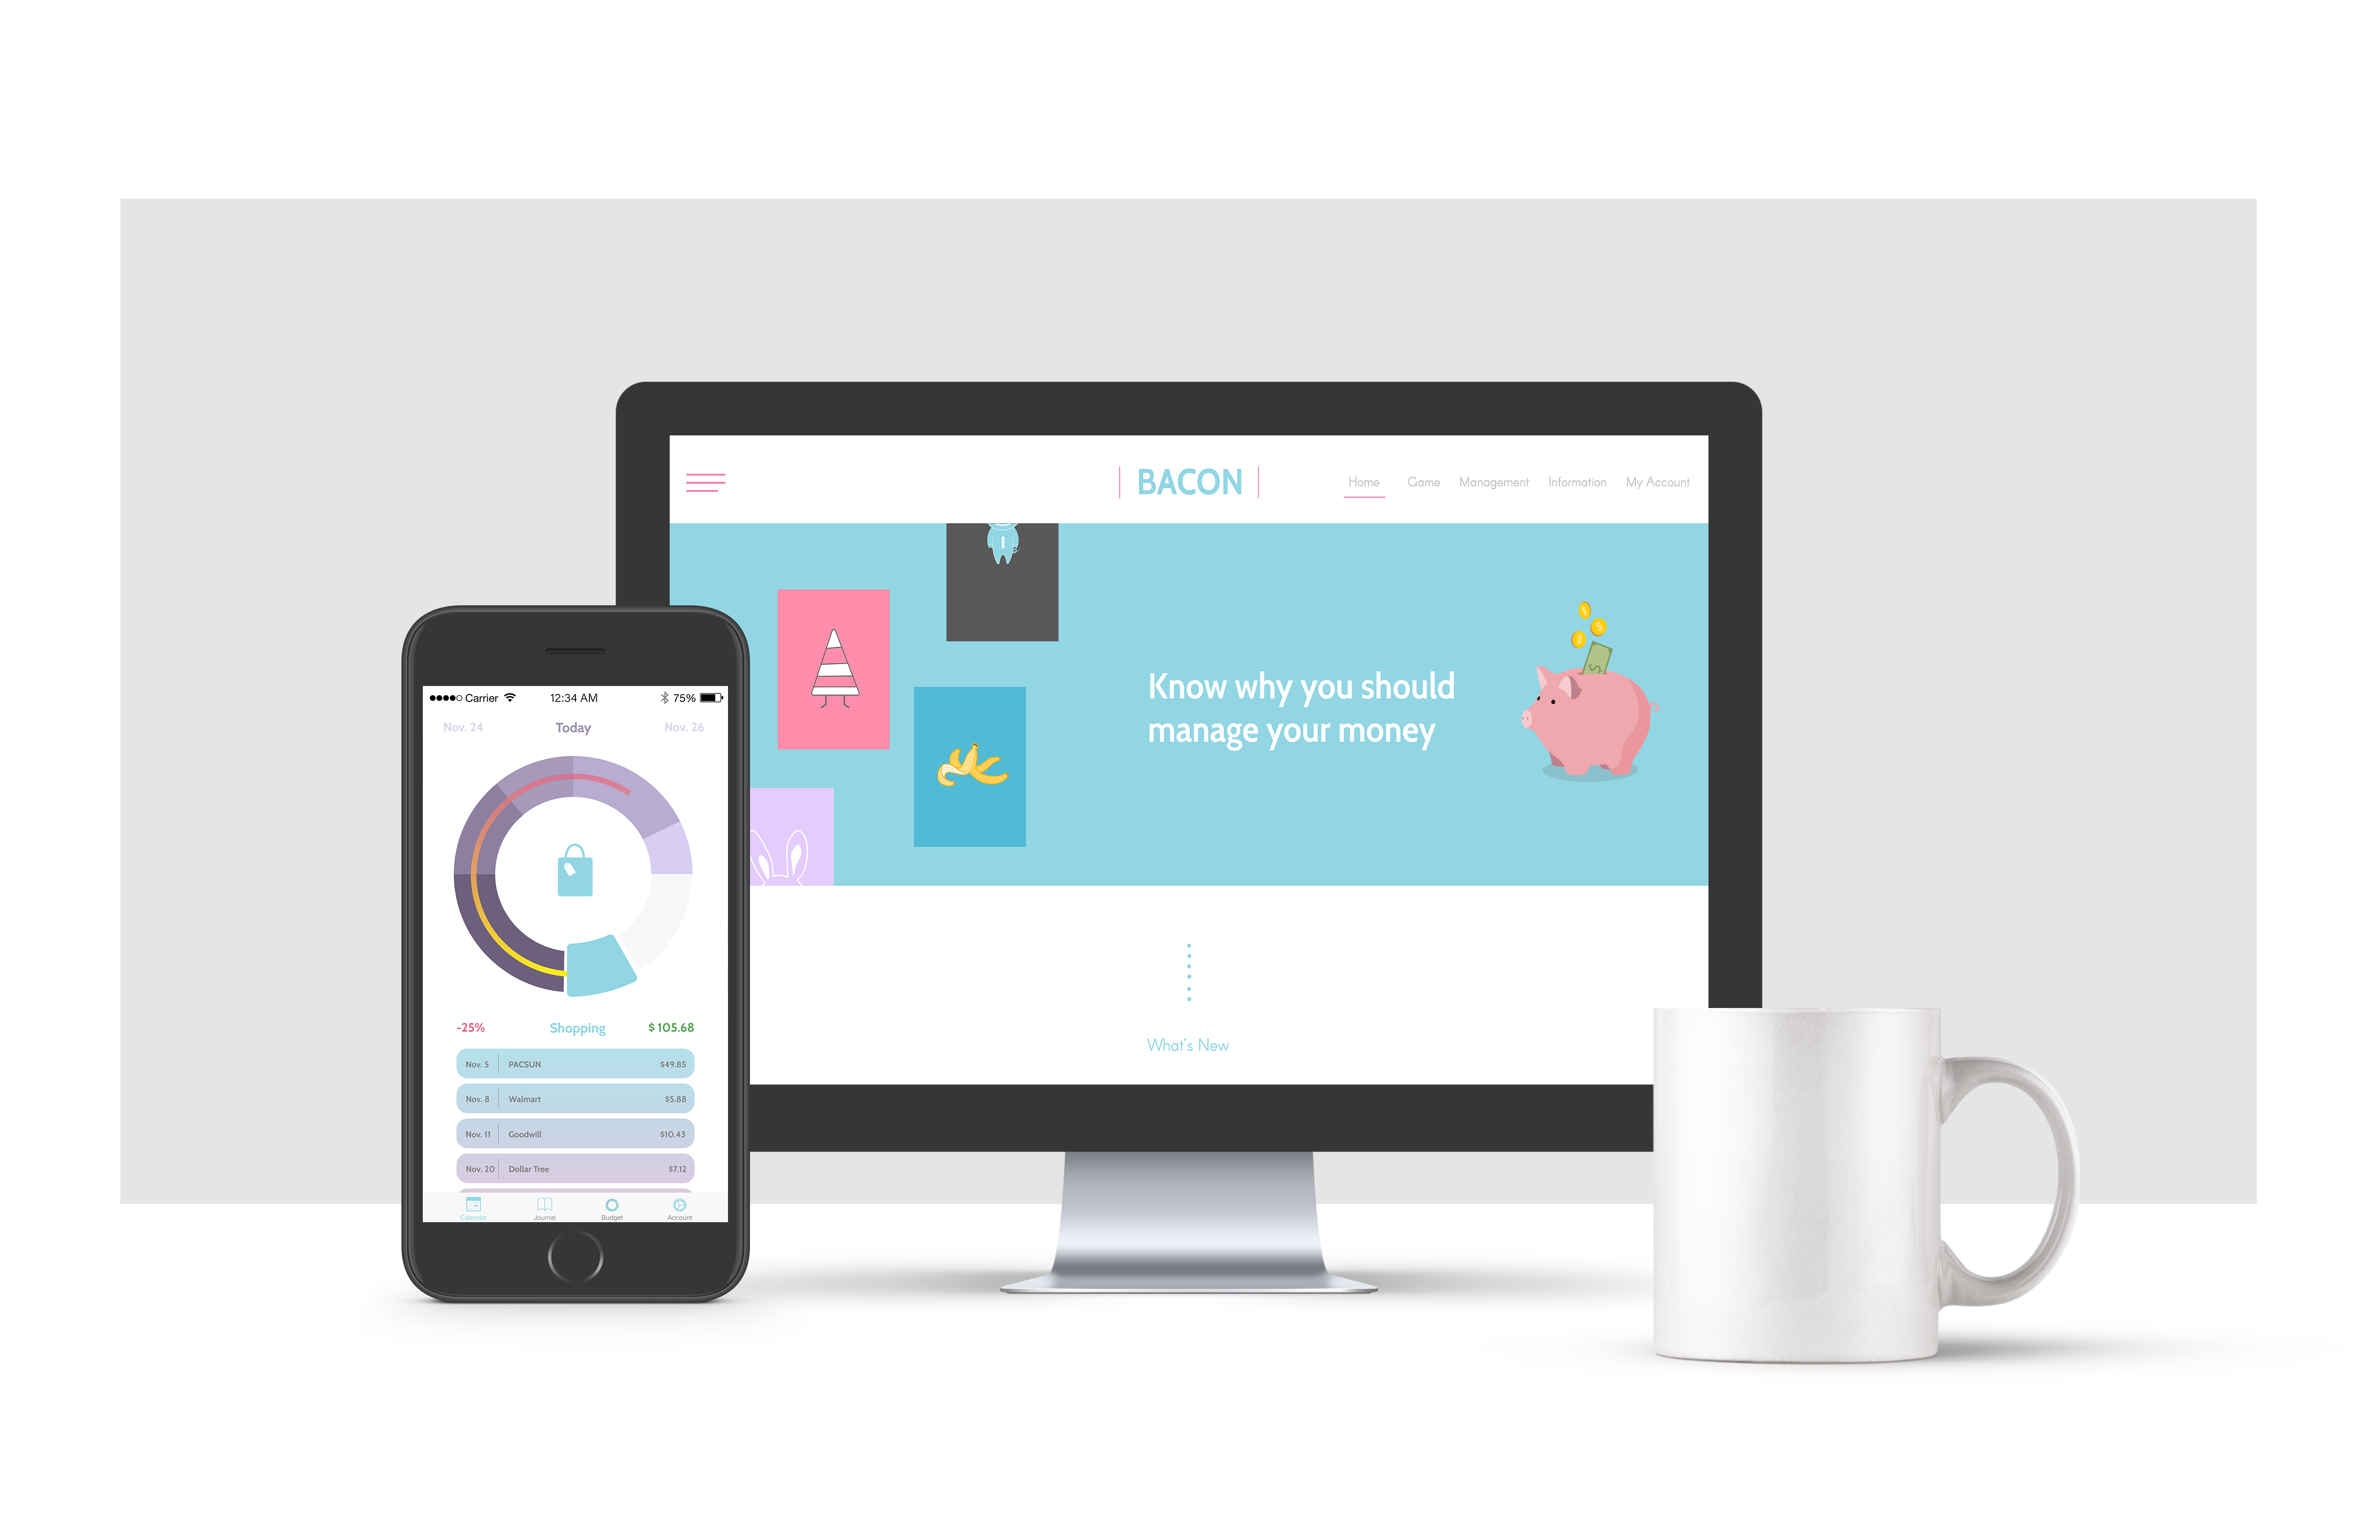 BACON
Home Game Management Information My Account
Know why you should
manage your money
What's New
Carrier 12:34 AM 75%
Nov. 24 Today Nov. 26
-25% Shopping $ 105.68
Nov. 5 PACSUN $49.85
Nov. 8 Walmart $5.88
Nov. 11 Goodwill $10.43
Nov. 20 Dollar Tree $7.12
Calendar Journal Budget Account